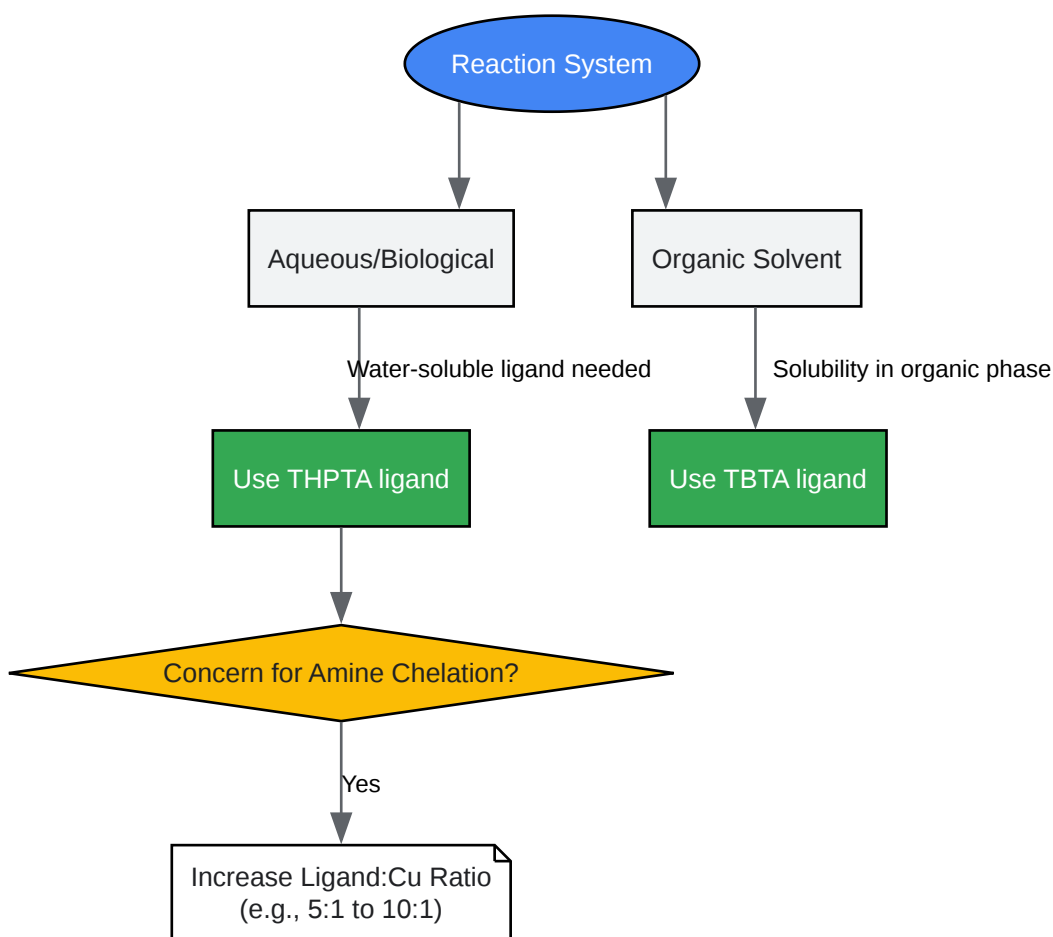 Reaction System
Aqueous/Biological
Organic Solvent
Water-soluble ligand needed
Solubility in organic phase
Use THPTA ligand
Use TBTA ligand
Concern for Amine Chelation?
Yes
Increase Ligand:Cu Ratio
(e.g., 5:1 to 10:1)